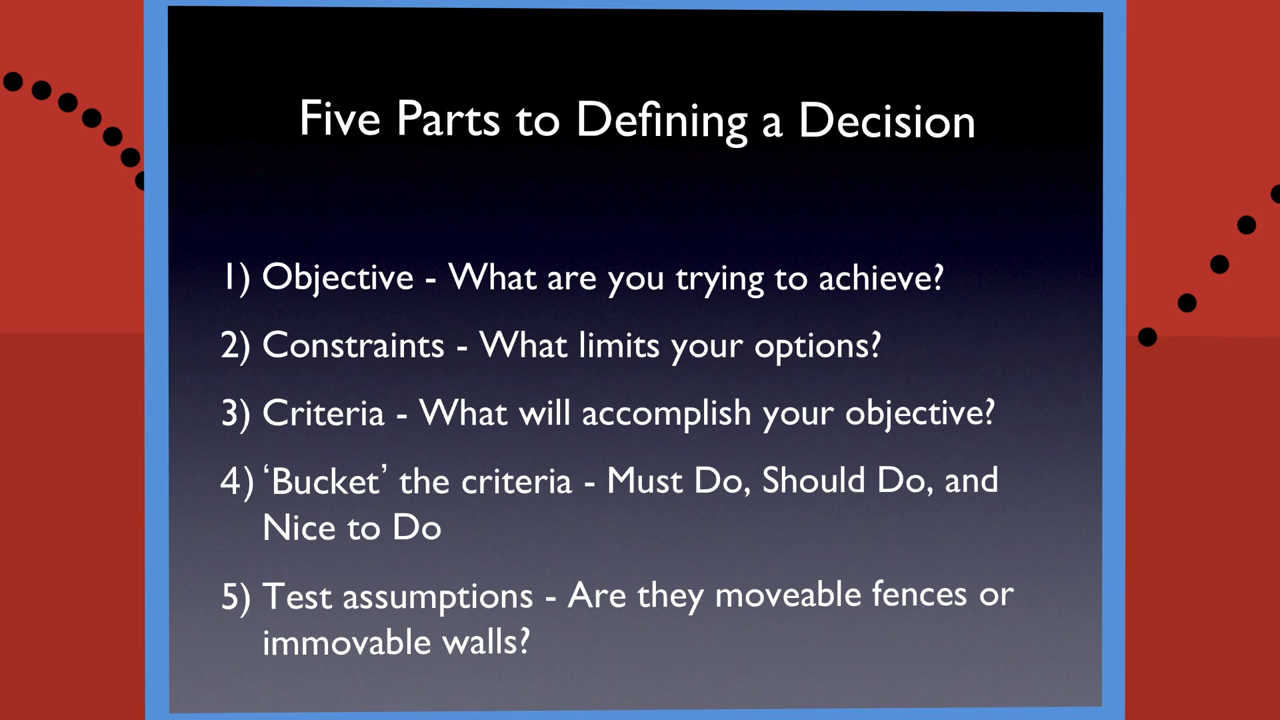 Five Parts to Defining a Decision
1) Objective - What are you trying to achieve?
2) Constraints - What limits your options?
3) Criteria - What will accomplish your objective?
4) ‘Bucket’ the criteria - Must Do, Should Do, and
Nice to Do
5) Test assumptions - Are they moveable fences or
immovable walls?